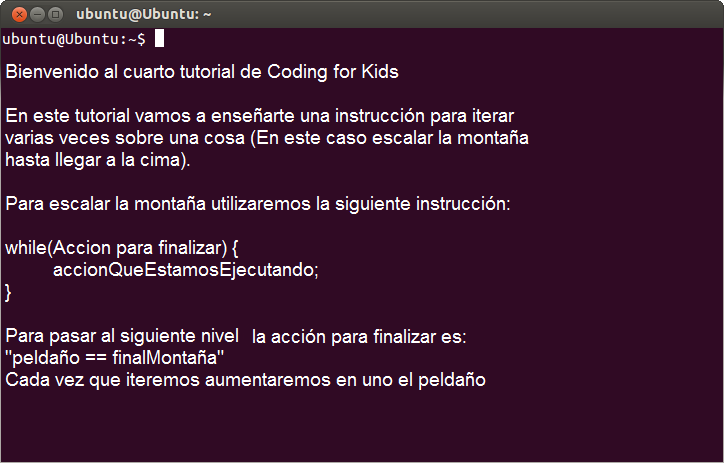 ubuntu@Ubuntu: ~
ubuntu@Ubuntu:~$
Bienvenido al cuarto tutorial de Coding for Kids
En este tutorial vamos a enseñarte una instrucción para iterar
varias veces sobre una cosa (En este caso escalar la montaña
hasta llegar a la cima).
Para escalar la montaña utilizaremos la siguiente instrucción:
while(Accion para finalizar) {
accionQueEstamosEjecutando;
}
Para pasar al siguiente nivel la acción para finalizar es:
"peldaño == finalMontaña"
Cada vez que iteremos aumentaremos en uno el peldaño